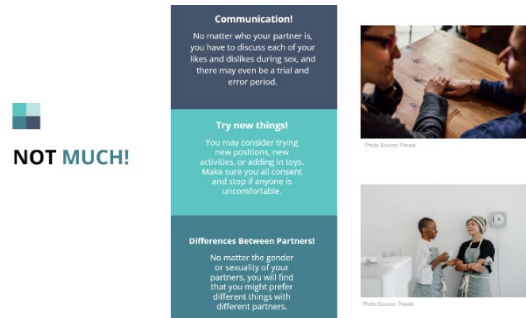 NOT MUCH!
Communication!
No matter who your partner is,
you have to discuss each of your
likes and dislikes during sex, and
there may even be a trial and
error period.
Try new things!
You may consider trying
new positions, new
activities, or adding in toys.
Make sure you all consent
and stop if anyone is
uncomfortable.
Differences Between Partners!
No matter the gender
or sexuality of your
partners, you will find
that you might prefer
different things with
different partners.
Photo Source: Pexels
Photo Source: Pexels